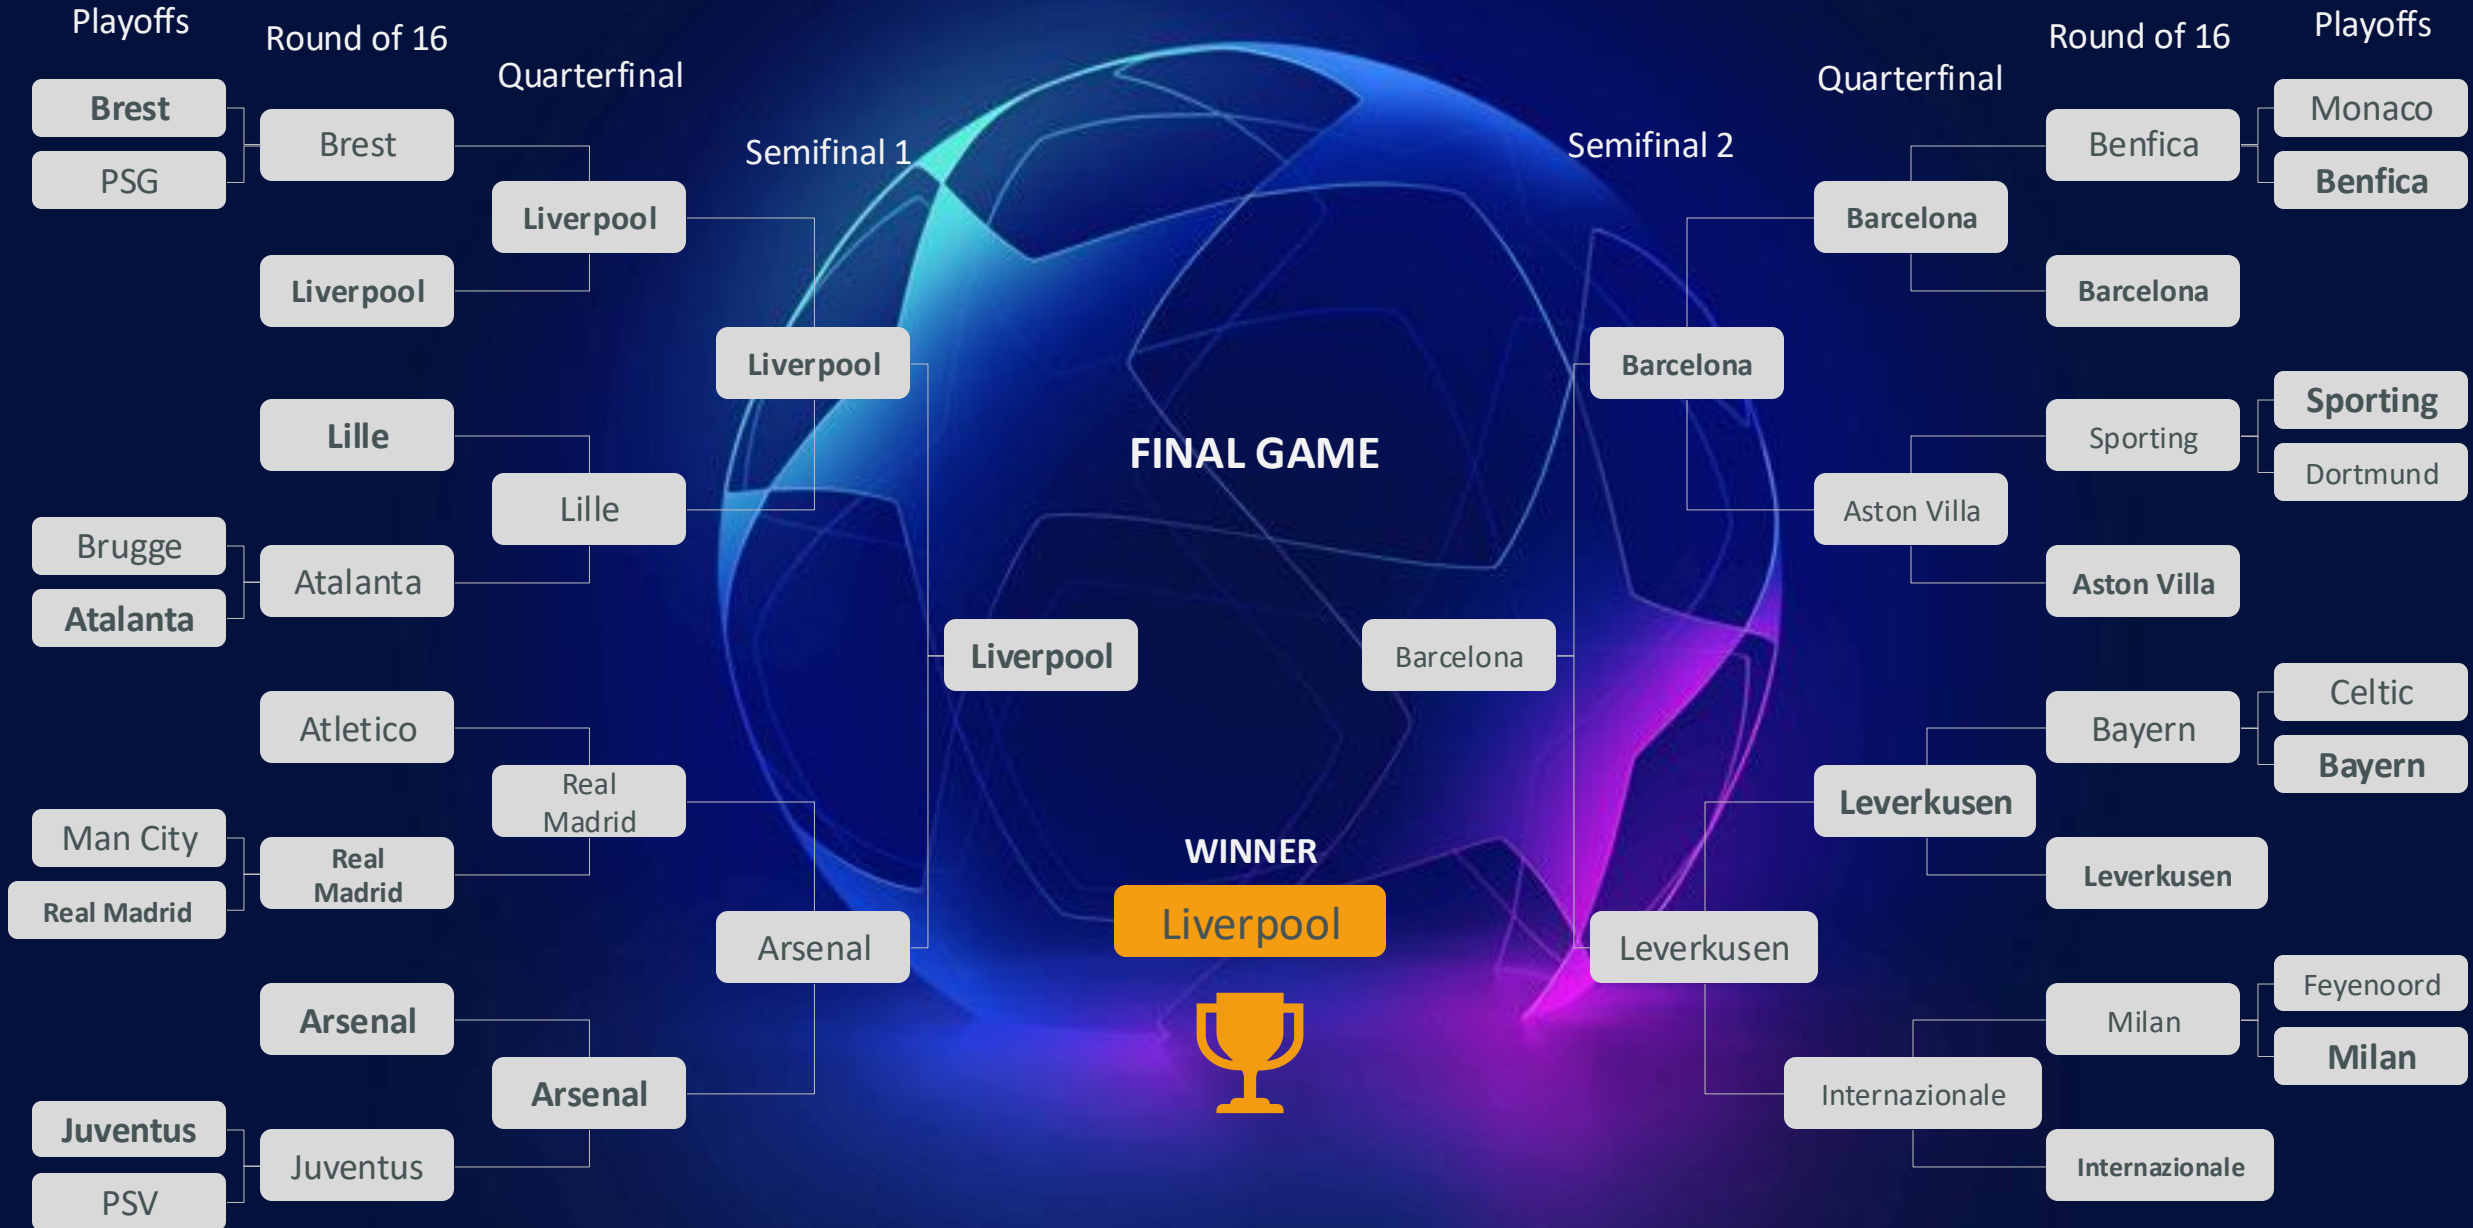 Playoffs
Round of 16
Quarterfinal
Semifinal 1
Semifinal 2
Quarterfinal
Round of 16
Playoffs
Brest
PSG
Brugge
Atalanta
Man City
Real Madrid
Juventus
PSV
Brest
Liverpool
Lille
Atalanta
Atletico
Real
Madrid
Arsenal
Juventus
Liverpool
Lille
Real
Madrid
Arsenal
Liverpool
Arsenal
Liverpool
FINAL GAME
WINNER
Liverpool
Barcelona
Barcelona
Leverkusen
Barcelona
Aston Villa
Leverkusen
Internazionale
Benfica
Barcelona
Sporting
Aston Villa
Bayern
Leverkusen
Milan
Internazionale
Monaco
Benfica
Sporting
Dortmund
Celtic
Bayern
Feyenoord
Milan